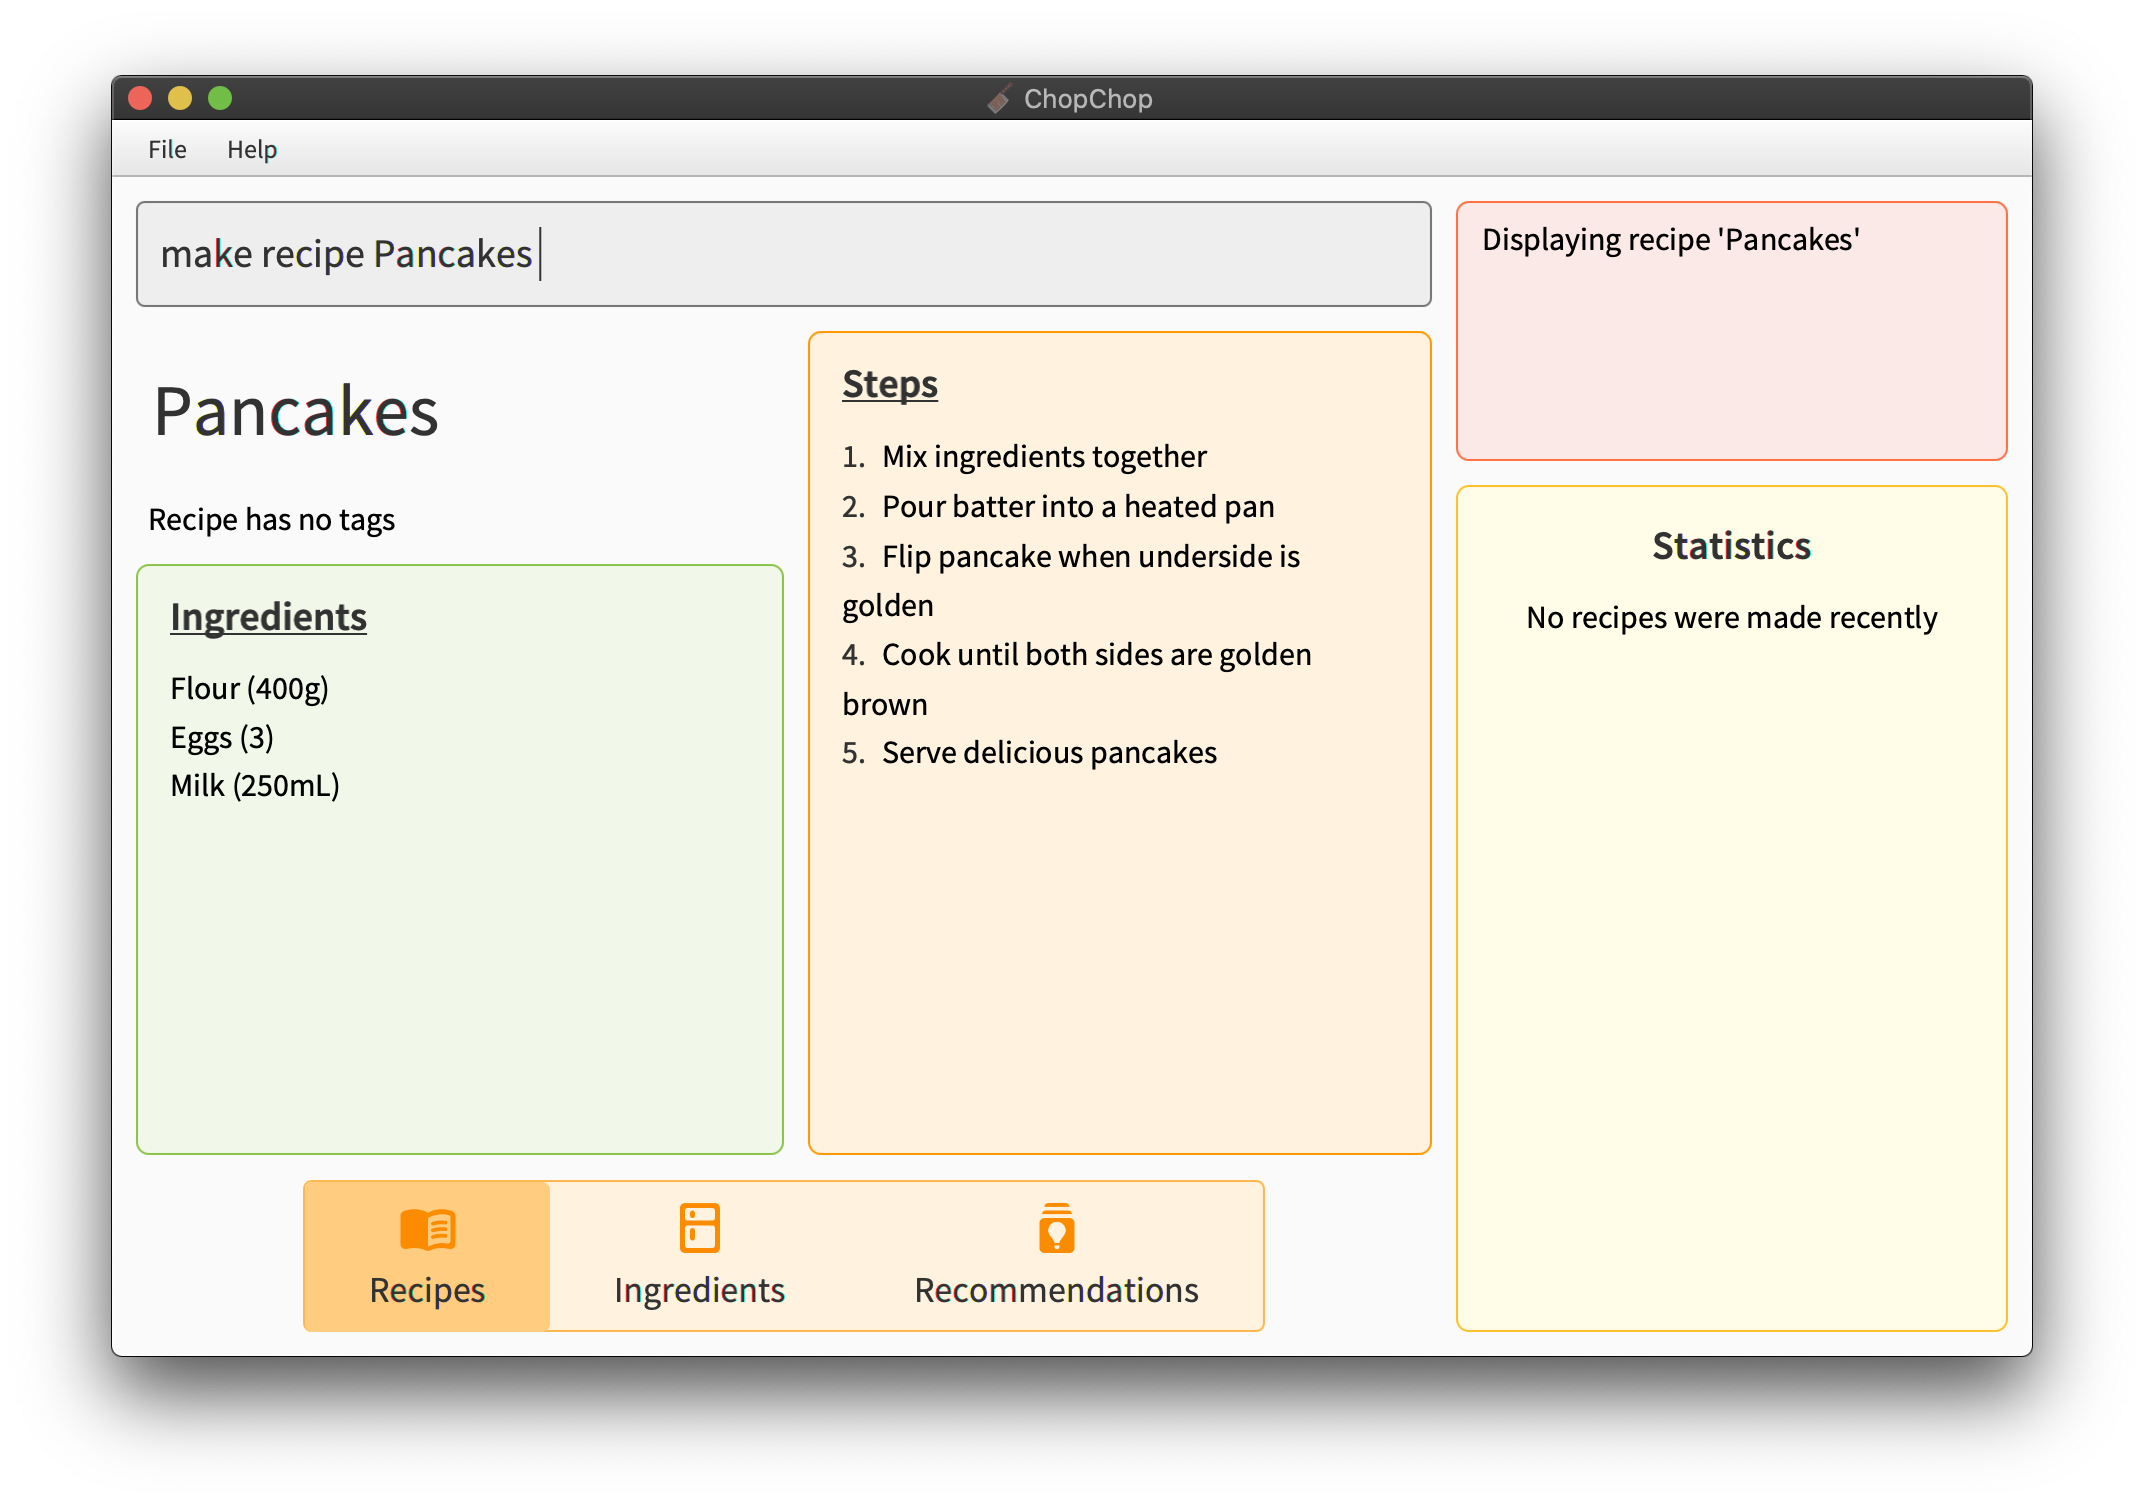 ChopChop
File Help
make recipe Pancakes
Displaying recipe 'Pancakes'
Pancakes
Recipe has no tags
Ingredients
Flour (400g)
Eggs (3)
Milk (250mL)
Steps
1. Mix ingredients together
2. Pour batter into a heated pan
3. Flip pancake when underside is
golden
4. Cook until both sides are golden
brown
5. Serve delicious pancakes
Statistics
No recipes were made recently
Recipes
Ingredients
Recommendations